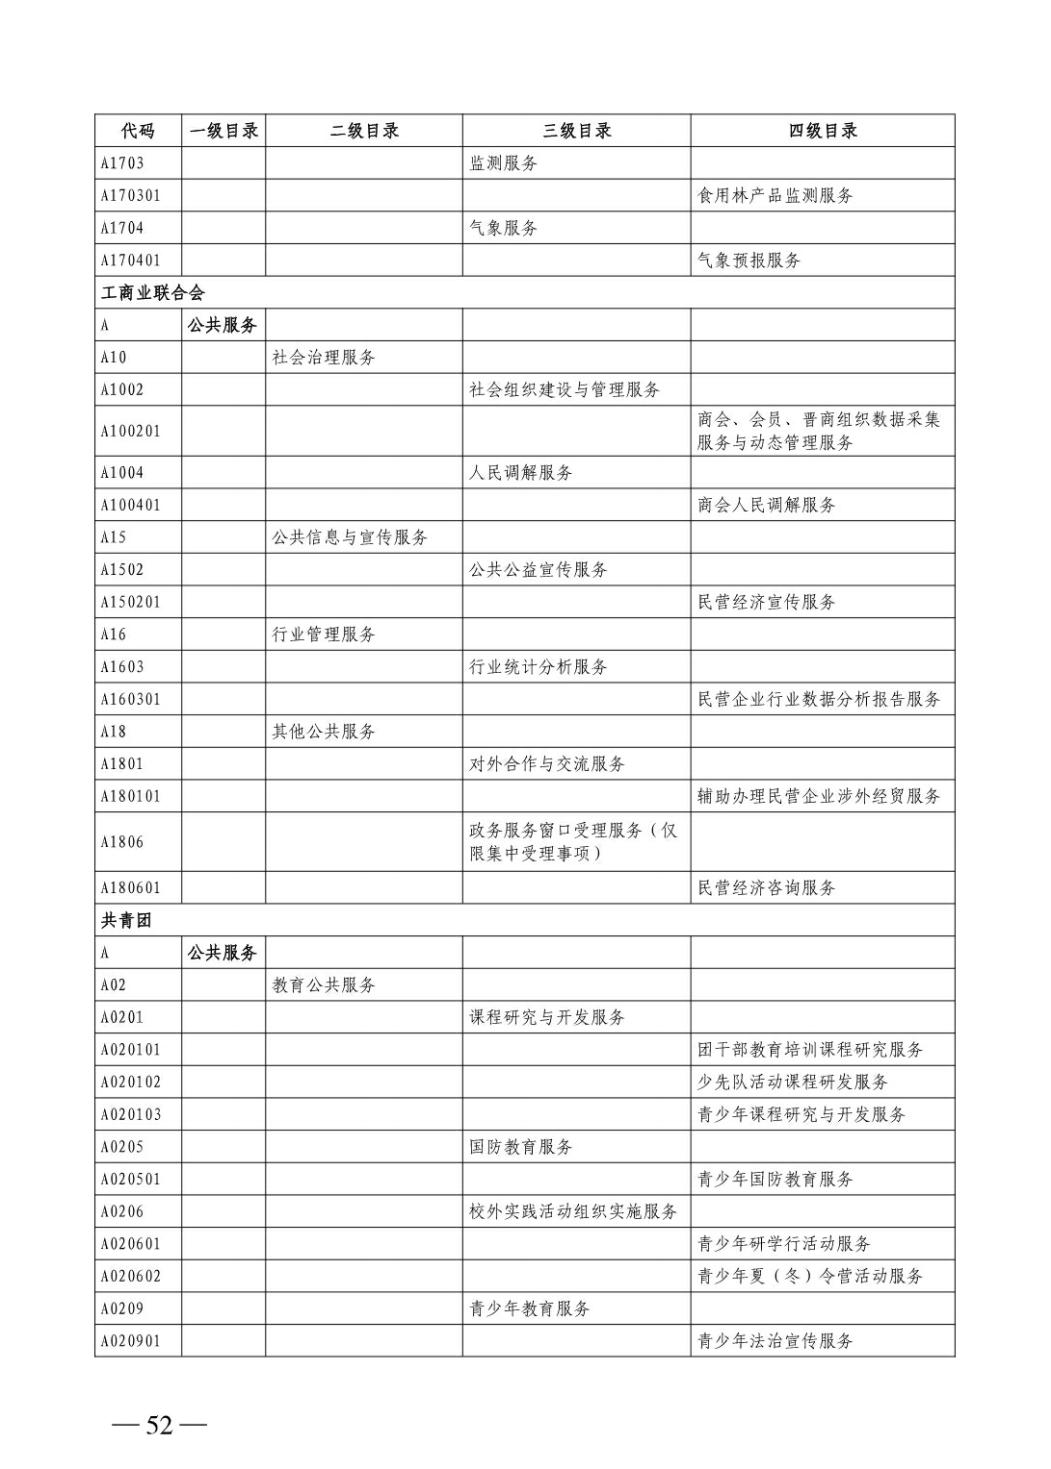 代码 一级目录 二级目录 三级目录 四级目录
A1703 监测服务
A170301 食用林产品监测服务
A1704 气象服务
A170401 气象预报服务
工商业联合会
A 公共服务
A10 社会治理服务
A1002 社会组织建设与管理服务
A100201 商会、会员、晋商组织数据采集
服务与动态管理服务
A1004 人民调解服务
A100401 商会人民调解服务
A15 公共信息与宣传服务
A1502 公共公益宣传服务
A150201 民营经济宣传服务
A16 行业管理服务
A1603 行业统计分析服务
A160301 民营企业行业数据分析报告服务
A18 其他公共服务
A1801 对外合作与交流服务
A180101 辅助办理民营企业涉外经贸服务
A1806 政务服务窗口受理服务（仅
限集中受理事项）
A180601 民营经济咨询服务
共青团
A 公共服务
A02 教育公共服务
A0201 课程研究与开发服务
A020101 团干部教育培训课程研究服务
A020102 少先队活动课程研发服务
A020103 青少年课程研究与开发服务
A0205 国防教育服务
A020501 青少年国防教育服务
A0206 校外实践活动组织实施服务
A020601 青少年研学行活动服务
A020602 青少年夏（冬）令营活动服务
A0209 青少年教育服务
A020901 青少年法治宣传服务
— 52 —